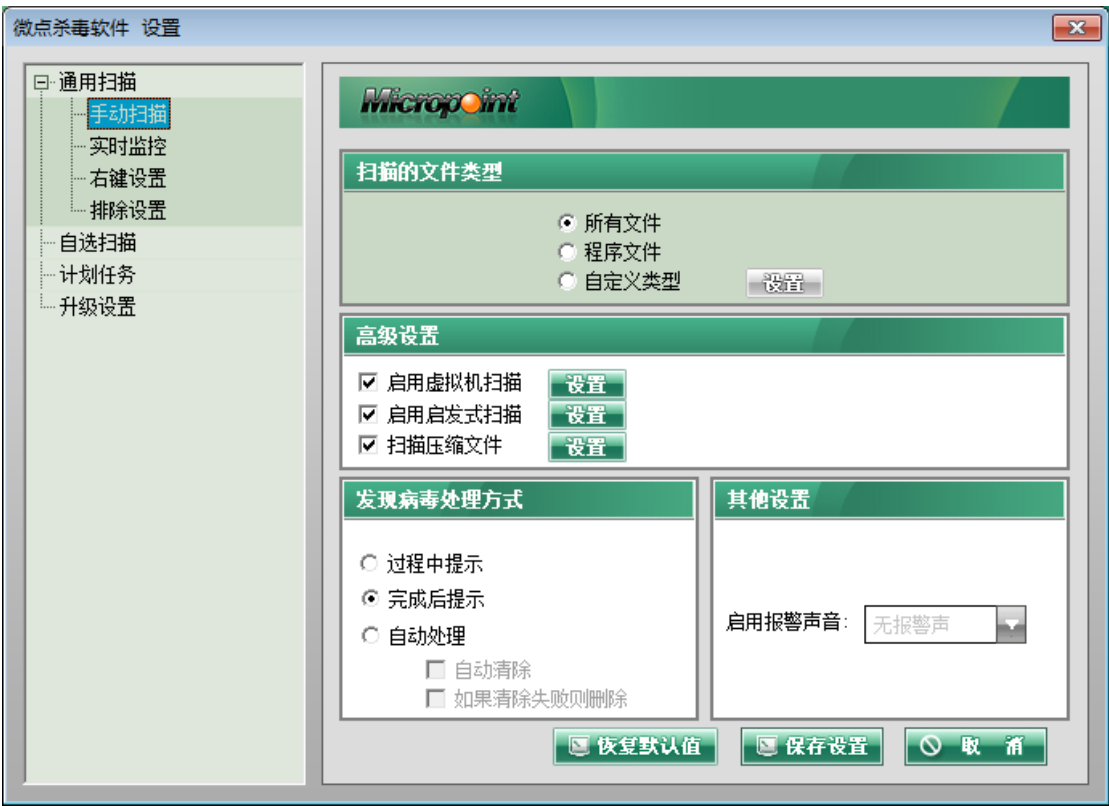 微点杀毒软件 设置
通用扫描
手动扫描
实时监控
右键设置
排除设置
自选扫描
计划任务
升级设置
Micropoint
扫描的文件类型
所有文件
程序文件
自定义类型 设置
高级设置
启用虚拟机扫描 设置
启用启发式扫描 设置
扫描压缩文件 设置
发现病毒处理方式
过程中提示
完成后提示
自动处理
自动清除
如果清除失败则删除
其他设置
启用报警声音: 无报警声
恢复默认值 保存设置 取 消